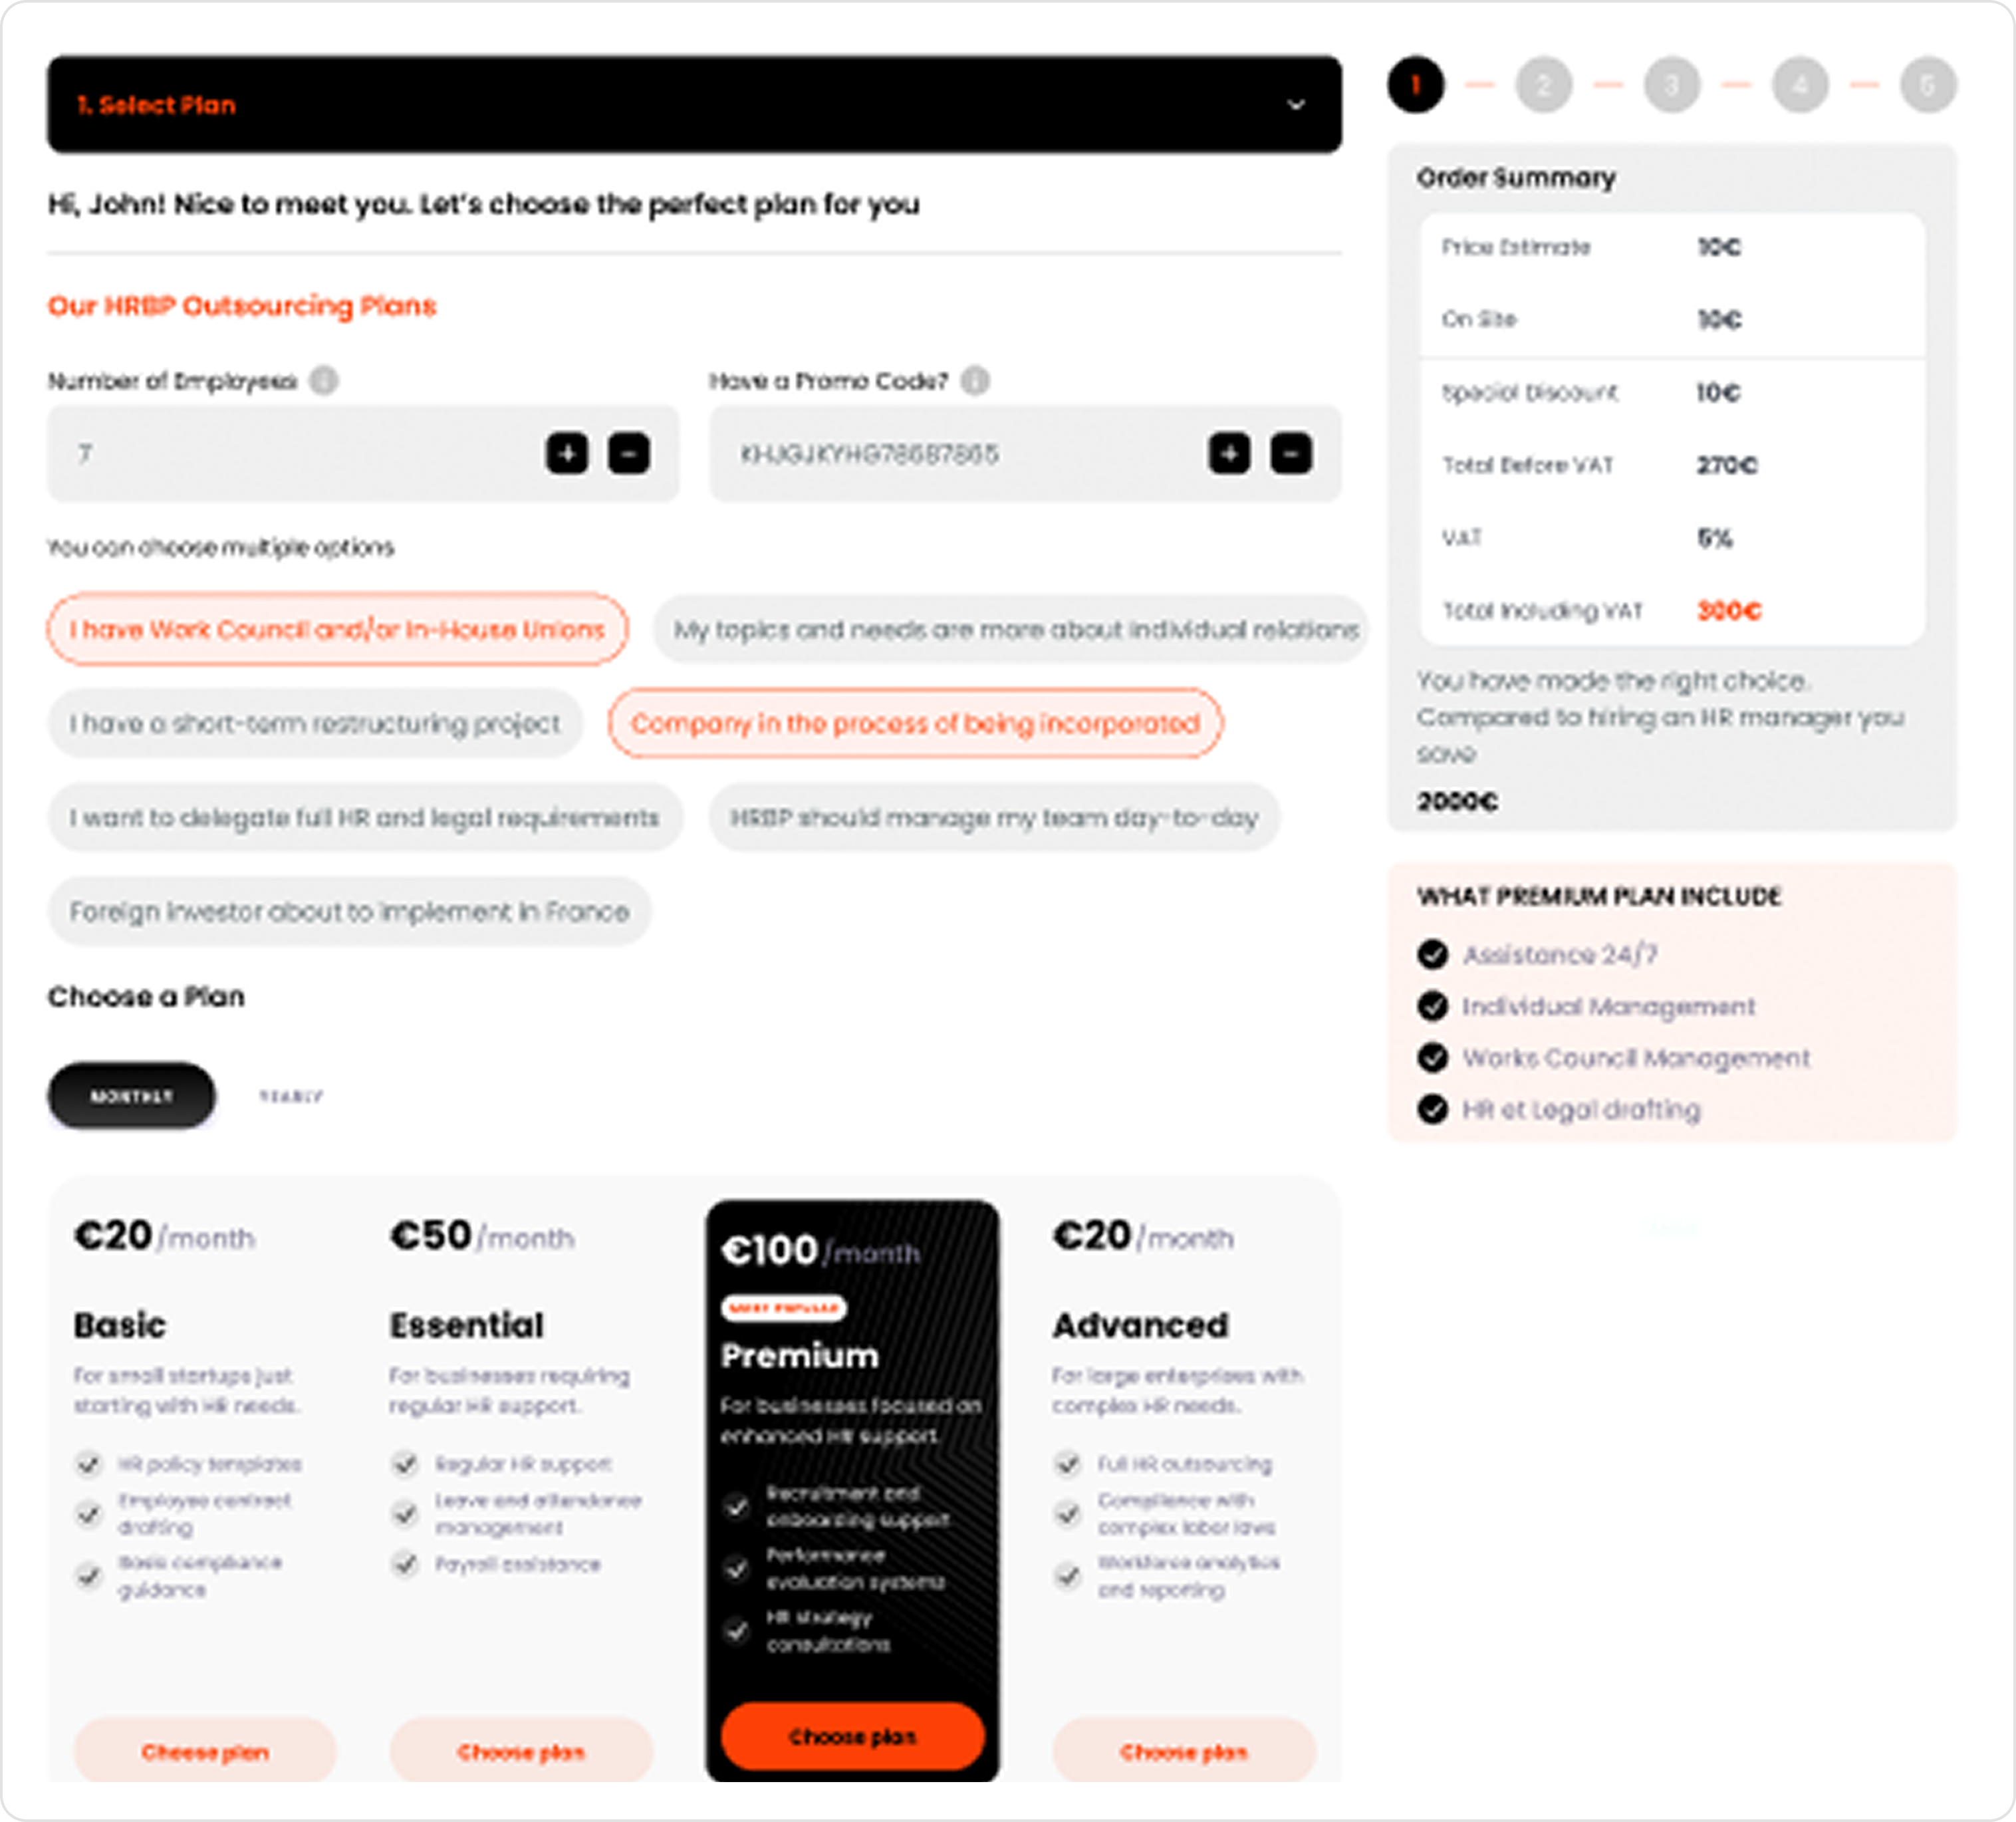 1. Select Plan
Hi, John! Nice to meet you. Let's choose the perfect plan for you
Our HRBP Outsourcing Plans
Number of Employees
Have a Promo Code?
7
You can choose multiple options
I have Work Council and/or In-House Unions
My topics and needs are more about individual relations
I have a short-term restructuring project
Company in the process of being incorporated
I want to delegate full HR and legal requirements
HRBP should manage my team day-to-day
Foreign investor about to implement in France
Choose a Plan
MONTHLY
YEARLY
€20/month
Basic
For small startups just
starting with HR needs.
HR policy templates
Employee contract
drafting
Basic compliance
guidance
Choose plan
€50/month
Essential
For businesses requiring
regular HR support.
Regular HR support
Leave and attendance
management
Payroll assistance
Choose plan
€100/month
MOST POPULAR
Premium
For businesses focused on
enhanced HR support.
Recruitment and
onboarding support
Performance
evaluation systems
HR strategy
consultations
Choose plan
€20/month
Advanced
For large enterprises with
complex HR needs.
Full HR outsourcing
Compliance with
complex labor laws
Workforce analytics
and reporting
Choose plan
1
2
3
4
5
Order Summary
Price Estimate 10€
On Site 10€
Special Discount 10€
Total Before VAT 270€
VAT 5%
Total Including VAT 300€
You have made the right choice.
Compared to hiring an HR manager you
save
2000€
WHAT PREMIUM PLAN INCLUDE
Assistance 24/7
Individual Management
Works Council Management
HR et Legal drafting